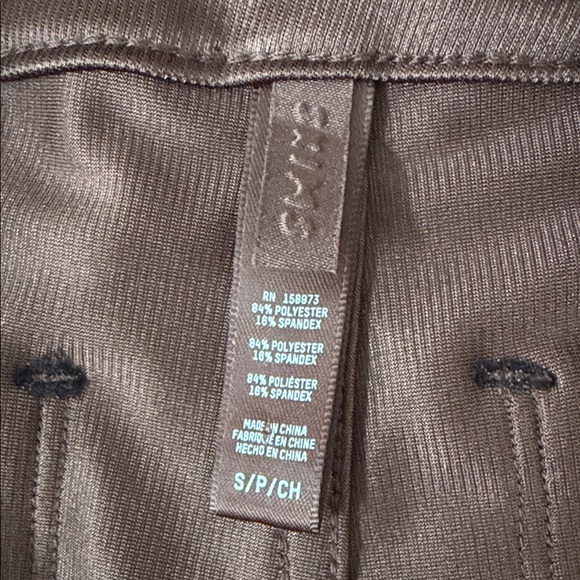 SKIMS
RN 158973
84% POLYESTER
16% SPANDEX
84% POLYESTER
16% SPANDEX
84% POLIÉSTER
16% SPANDEX
MADE IN CHINA
FABRIQUÉ EN CHINE
HECHO EN CHINA
S/P/CH